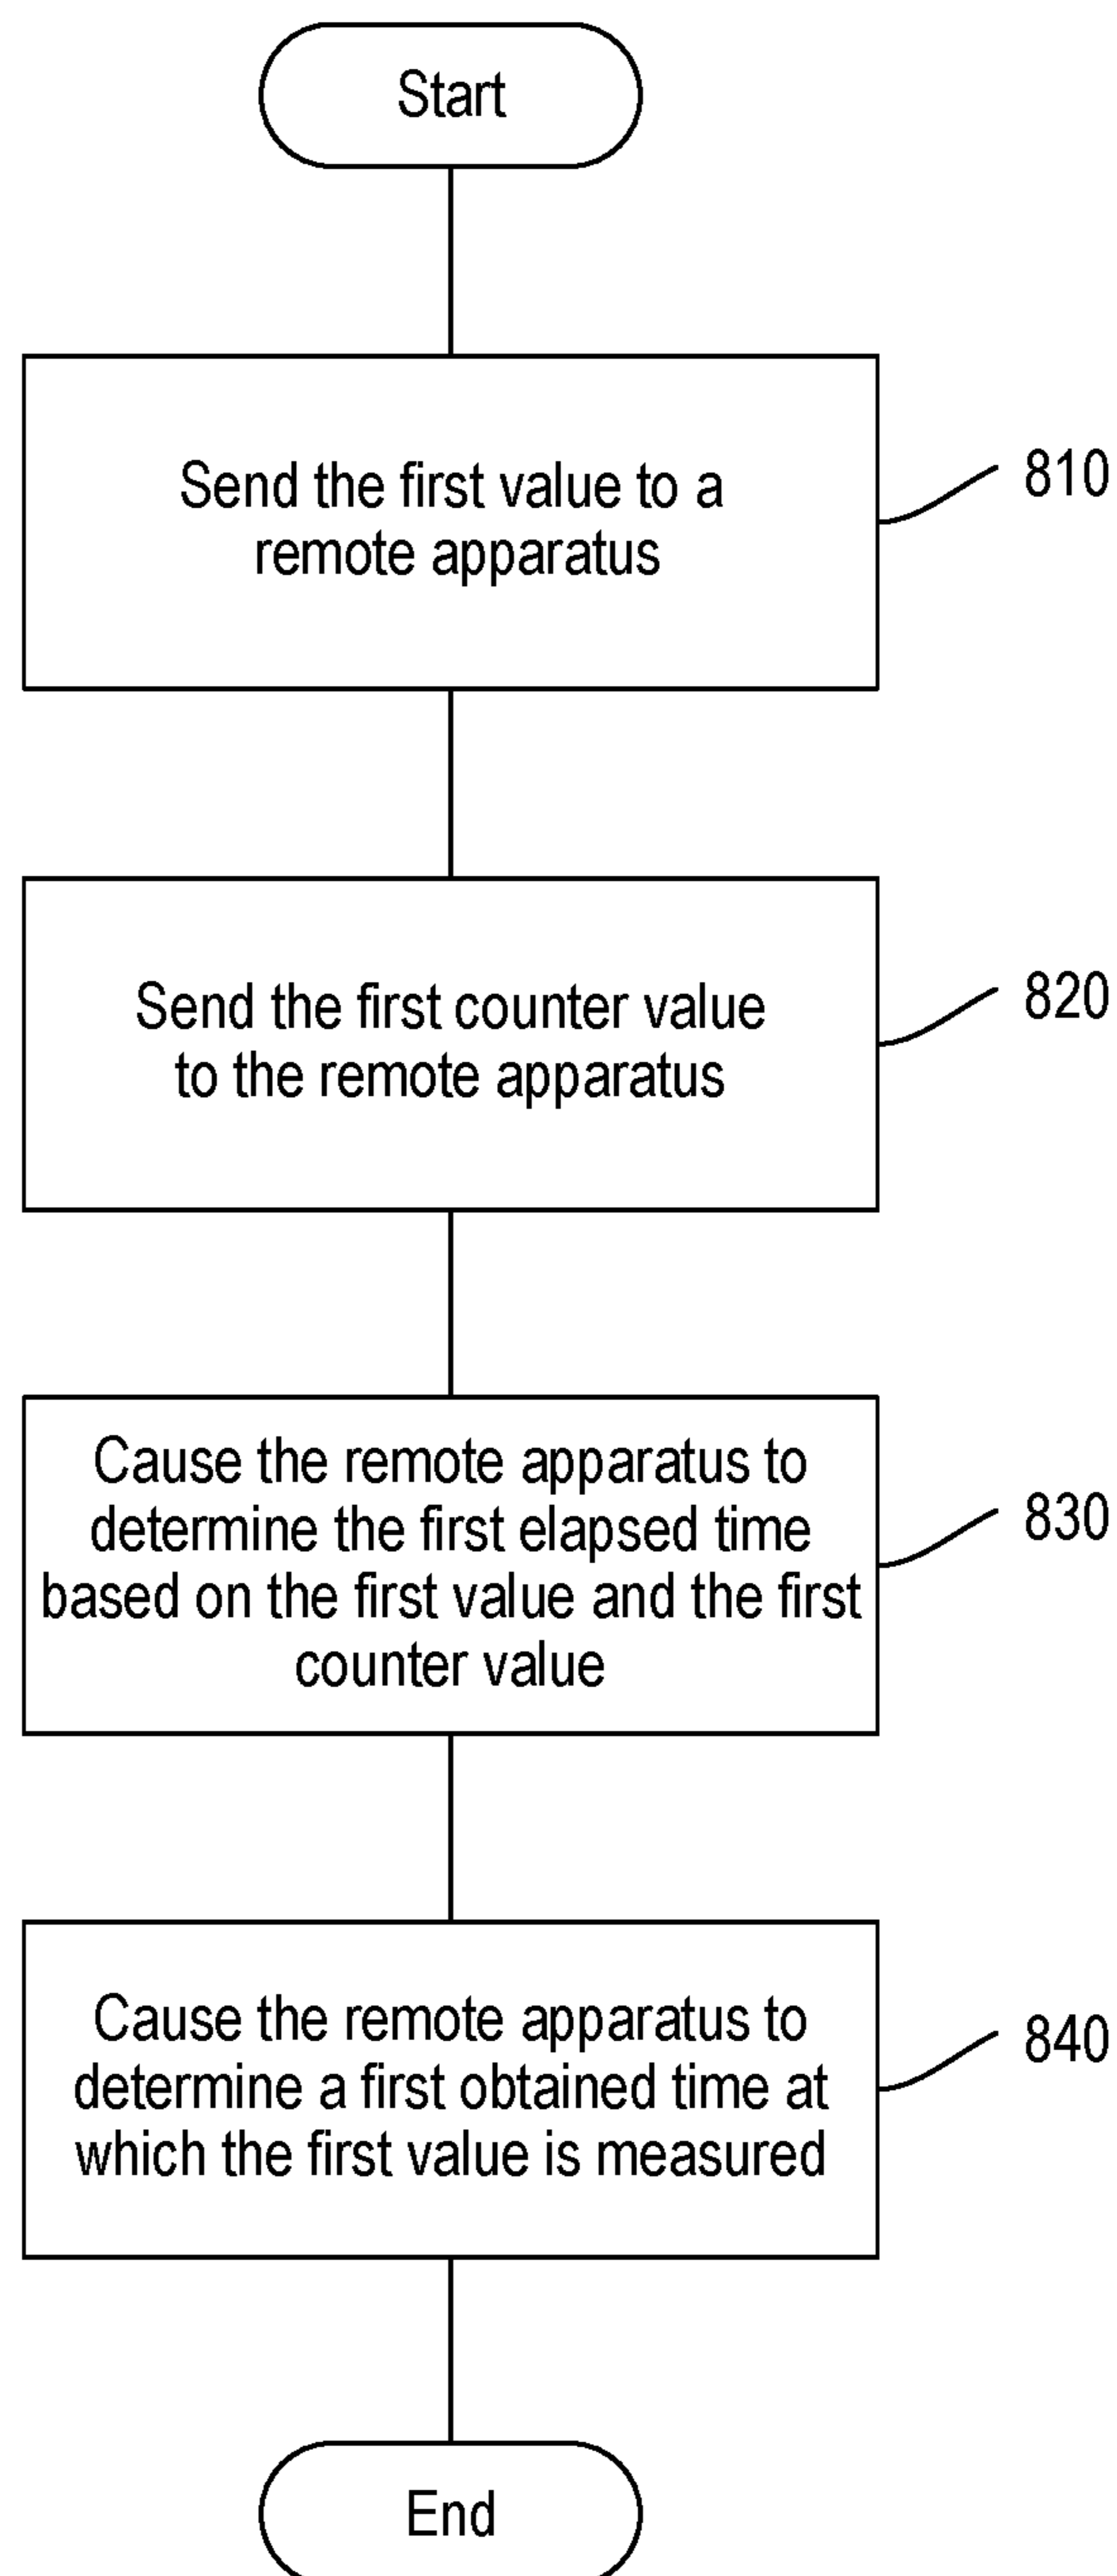 Start
Send the first value to a
remote apparatus
810
Send the first counter value
to the remote apparatus
820
Cause the remote apparatus to
determine the first elapsed time
based on the first value and the first
counter value
830
Cause the remote apparatus to
determine a first obtained time at
which the first value is measured
840
End